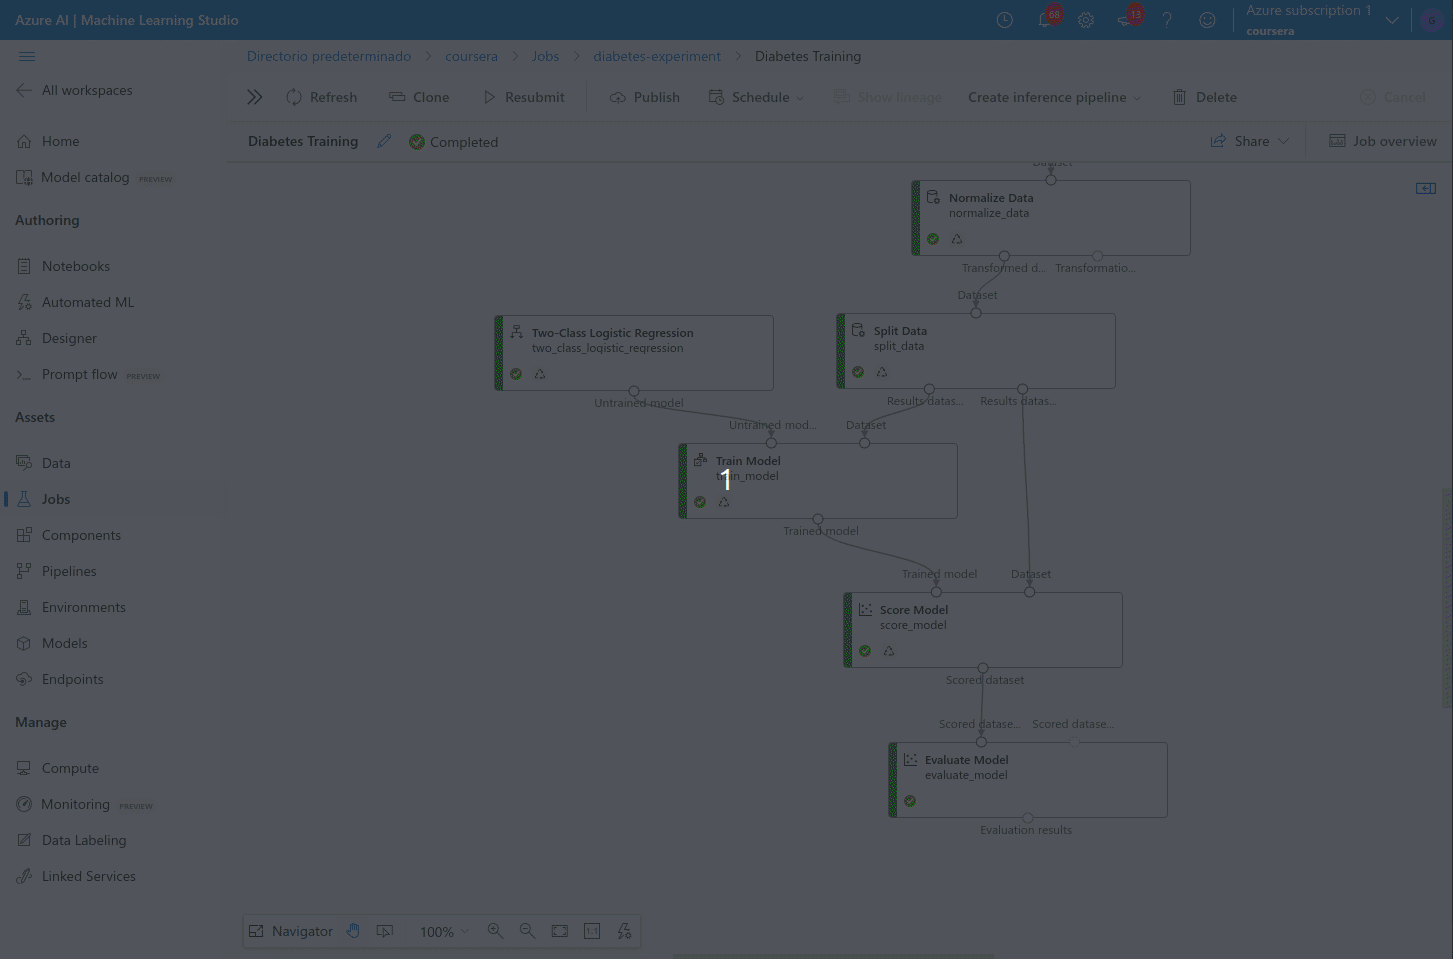 Azure AI | Machine Learning Studio
68
13
Azure subscription 1
coursera
G
Directorio predeterminado
coursera
Jobs
diabetes-experiment
Diabetes Training
All workspaces
Refresh
Clone
Resubmit
Publish
Schedule
Show lineage
Create inference pipeline
Delete
Cancel
Diabetes Training
Completed
Share
Job overview
Home
Model catalog PREVIEW
Authoring
Notebooks
Automated ML
Designer
Prompt flow PREVIEW
Assets
Data
Jobs
Components
Pipelines
Environments
Models
Endpoints
Manage
Compute
Monitoring PREVIEW
Data Labeling
Linked Services
Dataset
Normalize Data
normalize_data
Transformed d...
Transformatio...
Dataset
Two-Class Logistic Regression
two_class_logistic_regression
Untrained model
Split Data
split_data
Results datas...
Results datas...
Untrained mod...
Dataset
Train Model
train_model
1
Trained model
Trained model
Dataset
Score Model
score_model
Scored dataset
Scored datase...
Scored datase...
Evaluate Model
evaluate_model
Evaluation results
Navigator
100%
1:1